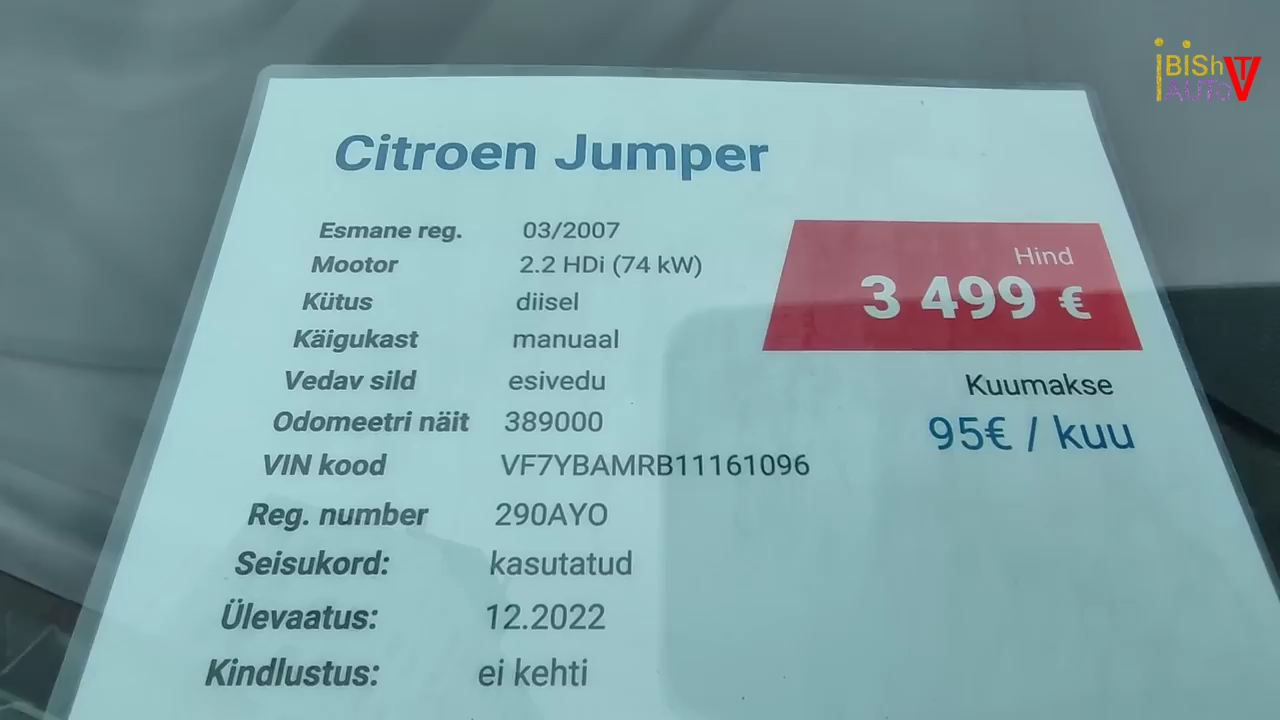 iBISh TV
AUTO
Citroen Jumper
Esmane reg. 03/2007
Mootor 2.2 HDi (74 kW)
Kütus diisel
Käigukast manuaal
Vedav sild esivedu
Odomeetri näit 389000
VIN kood VF7YBAMRB11161096
Reg. number 290AYO
Seisukord: kasutatud
Ülevaatus: 12.2022
Kindlustus: ei kehti
Hind
3 499 €
Kuumakse
95€ / kuu